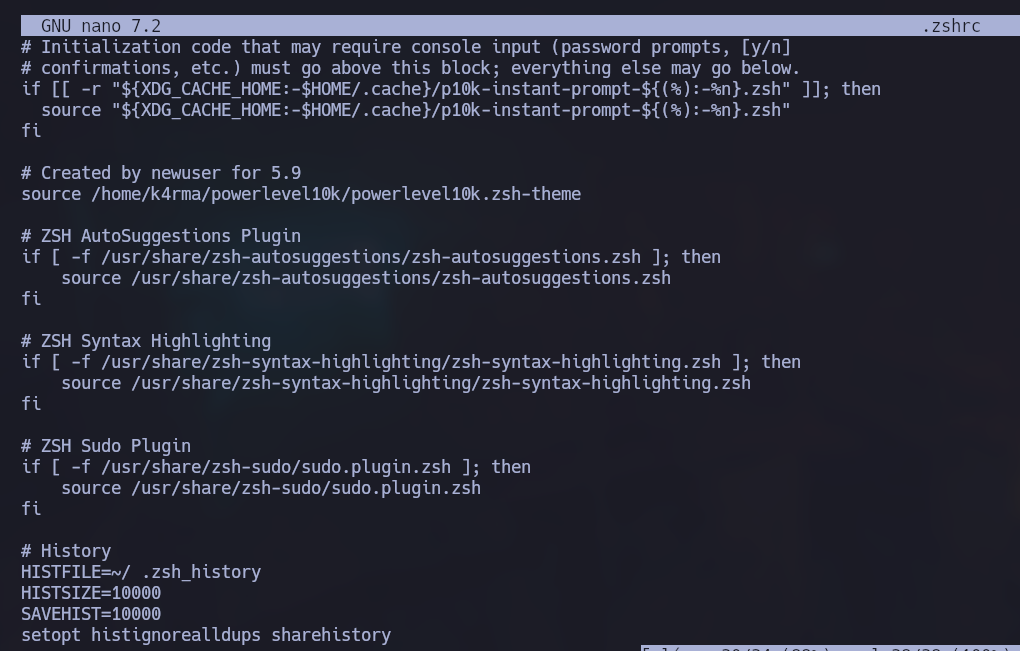 GNU nano 7.2 .zshrc
# Initialization code that may require console input (password prompts, [y/n]
# confirmations, etc.) must go above this block; everything else may go below.
if [[ -r "${XDG_CACHE_HOME:-$HOME/.cache}/p10k-instant-prompt-${(%):-%n}.zsh" ]]; then
  source "${XDG_CACHE_HOME:-$HOME/.cache}/p10k-instant-prompt-${(%):-%n}.zsh"
fi

# Created by newuser for 5.9
source /home/k4rma/powerlevel10k/powerlevel10k.zsh-theme

# ZSH AutoSuggestions Plugin
if [ -f /usr/share/zsh-autosuggestions/zsh-autosuggestions.zsh ]; then
    source /usr/share/zsh-autosuggestions/zsh-autosuggestions.zsh
fi

# ZSH Syntax Highlighting
if [ -f /usr/share/zsh-syntax-highlighting/zsh-syntax-highlighting.zsh ]; then
    source /usr/share/zsh-syntax-highlighting/zsh-syntax-highlighting.zsh
fi

# ZSH Sudo Plugin
if [ -f /usr/share/zsh-sudo/sudo.plugin.zsh ]; then
    source /usr/share/zsh-sudo/sudo.plugin.zsh
fi

# History
HISTFILE=~/ .zsh_history
HISTSIZE=10000
SAVEHIST=10000
setopt histignorealldups sharehistory